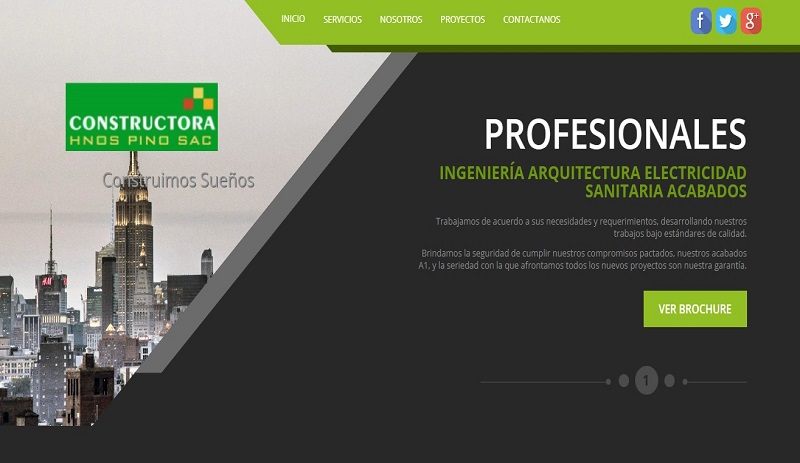 INICIO SERVICIOS NOSOTROS PROYECTOS CONTACTANOS
CONSTRUCTORA
HNOS PINO SAC
Construimos Sueños
PROFESIONALES
INGENIERÍA ARQUITECTURA ELECTRICIDAD
SANITARIA ACABADOS
Trabajamos de acuerdo a sus necesidades y requerimientos, desarrollando nuestros
trabajos bajo estándares de calidad.
Brindamos la seguridad de cumplir nuestros compromisos pactados, nuestros acabados
A1, y la seriedad con la que afrontamos todos los nuevos proyectos son nuestra garantía.
VER BROCHURE
1
H&M